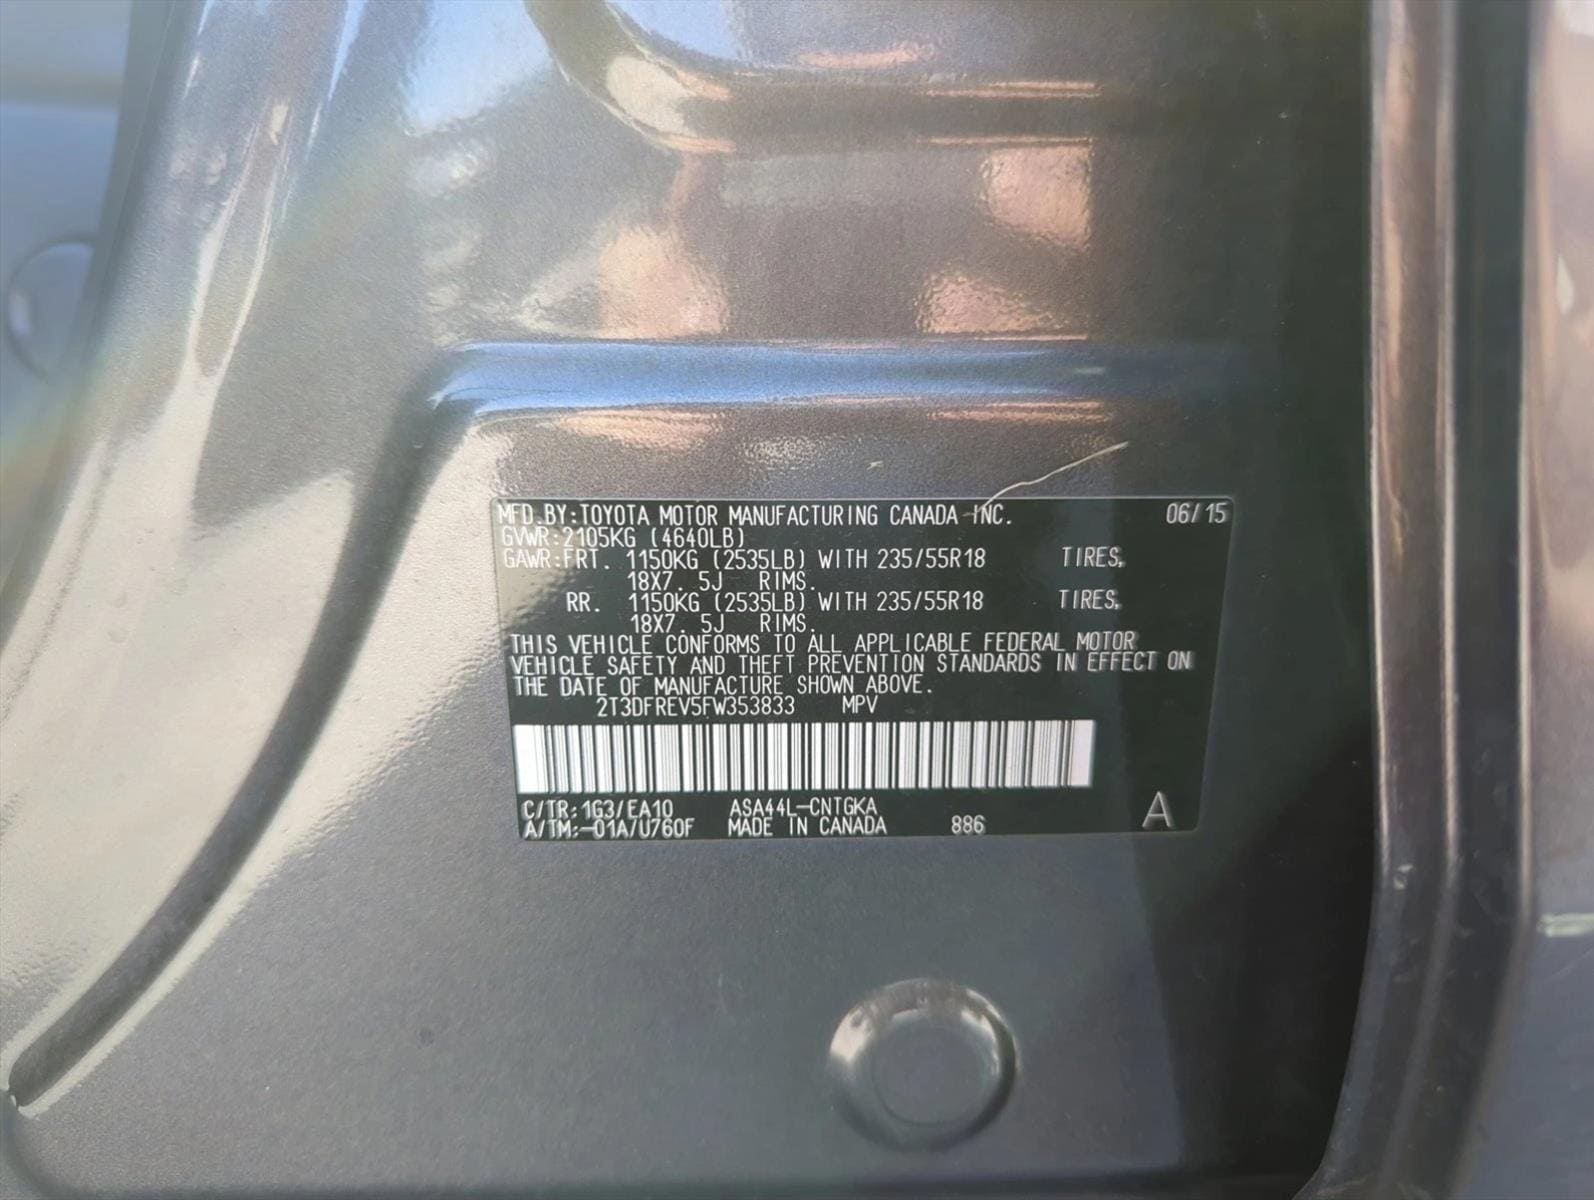 MFD.BY:TOYOTA MOTOR MANUFACTURING CANADA INC. 06/15
GVWR:2105KG (4640LB)
GAWR:FRT. 1150KG (2535LB) WITH 235/55R18 TIRES,
18X7. 5J RIMS.
RR. 1150KG (2535LB) WITH 235/55R18 TIRES,
18X7. 5J RIMS.
THIS VEHICLE CONFORMS TO ALL APPLICABLE FEDERAL MOTOR
VEHICLE SAFETY AND THEFT PREVENTION STANDARDS IN EFFECT ON
THE DATE OF MANUFACTURE SHOWN ABOVE.
2T3DFREV5FW353833 MPV
C/TR:1G3/EA10 ASA44L-CNTGKA
A/TM:-01A/U760F MADE IN CANADA 886 A